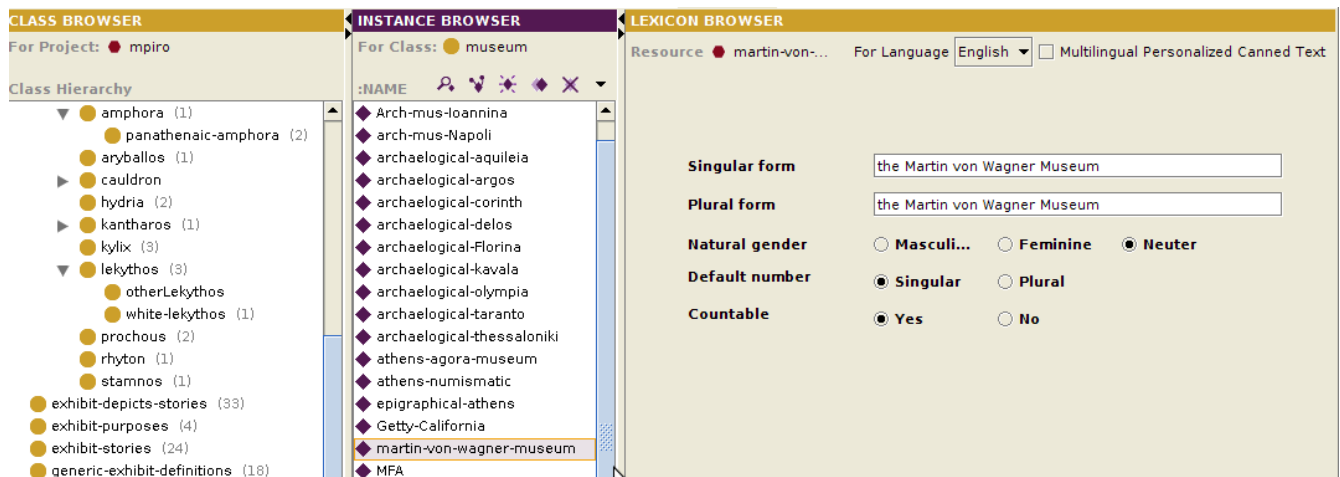 CLASS BROWSER
For Project: mpiro
Class Hierarchy
amphora (1)
panathenaic-amphora (2)
aryballos (1)
cauldron
hydria (2)
kantharos (1)
kylix (3)
lekythos (3)
otherLekythos
white-lekythos (1)
prochous (2)
rhyton (1)
stamnos (1)
exhibit-depicts-stories (33)
exhibit-purposes (4)
exhibit-stories (24)
generic-exhibit-definitions (18)
INSTANCE BROWSER
For Class: museum
:NAME
Arch-mus-Ioannina
arch-mus-Napoli
archaelogical-aquileia
archaelogical-argos
archaelogical-corinth
archaelogical-delos
archaelogical-Florina
archaelogical-kavala
archaelogical-olympia
archaelogical-taranto
archaelogical-thessaloniki
athens-agora-museum
athens-numismatic
epigraphical-athens
Getty-California
martin-von-wagner-museum
MFA
LEXICON BROWSER
Resource martin-von-... For Language English Multilingual Personalized Canned Text
Singular form the Martin von Wagner Museum
Plural form the Martin von Wagner Museum
Natural gender Masculi... Feminine Neuter
Default number Singular Plural
Countable Yes No